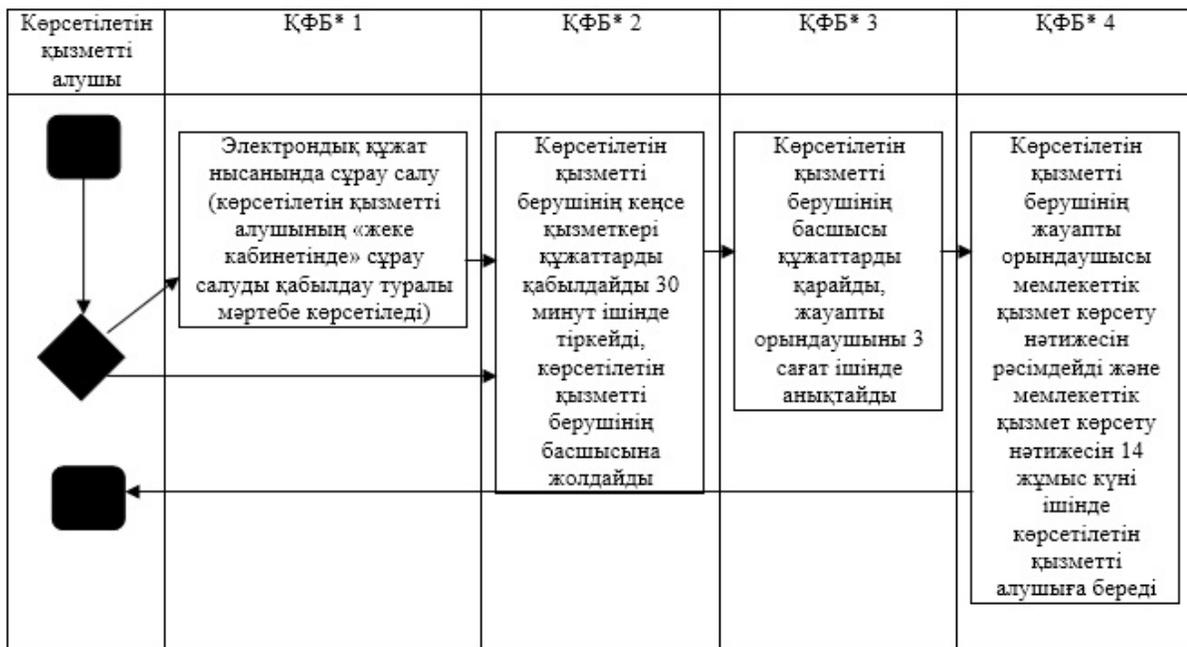 Көрсетілетін
қызметті
алушы
ҚФБ* 1
ҚФБ* 2
ҚФБ* 3
ҚФБ* 4
Электрондық құжат
нысанында сұрау салу
(көрсетілетін қызметті
алушының «жеке
кабинетінде» сұрау
салуды қабылдау туралы
мәртебе көрсетіледі)
Көрсетілетін
қызметті
берушінің кеңсе
қызметкері
құжаттарды
қабылдайды 30
минут ішінде
тіркейді,
көрсетілетін
қызметті
берушінің
басшысына
жолдайды
Көрсетілетін
қызметті
берушінің
басшысы
құжаттарды
қарайды,
жауапты
орындаушыны 3
сағат ішінде
анықтайды
Көрсетілетін
қызметті
берушінің
жауапты
орындаушысы
мемлекеттік
қызмет көрсету
нәтижесін
рәсімдейді және
мемлекеттік
қызмет көрсету
нәтижесін 14
жұмыс күні
ішінде
көрсетілетін
қызметті
алушыға береді